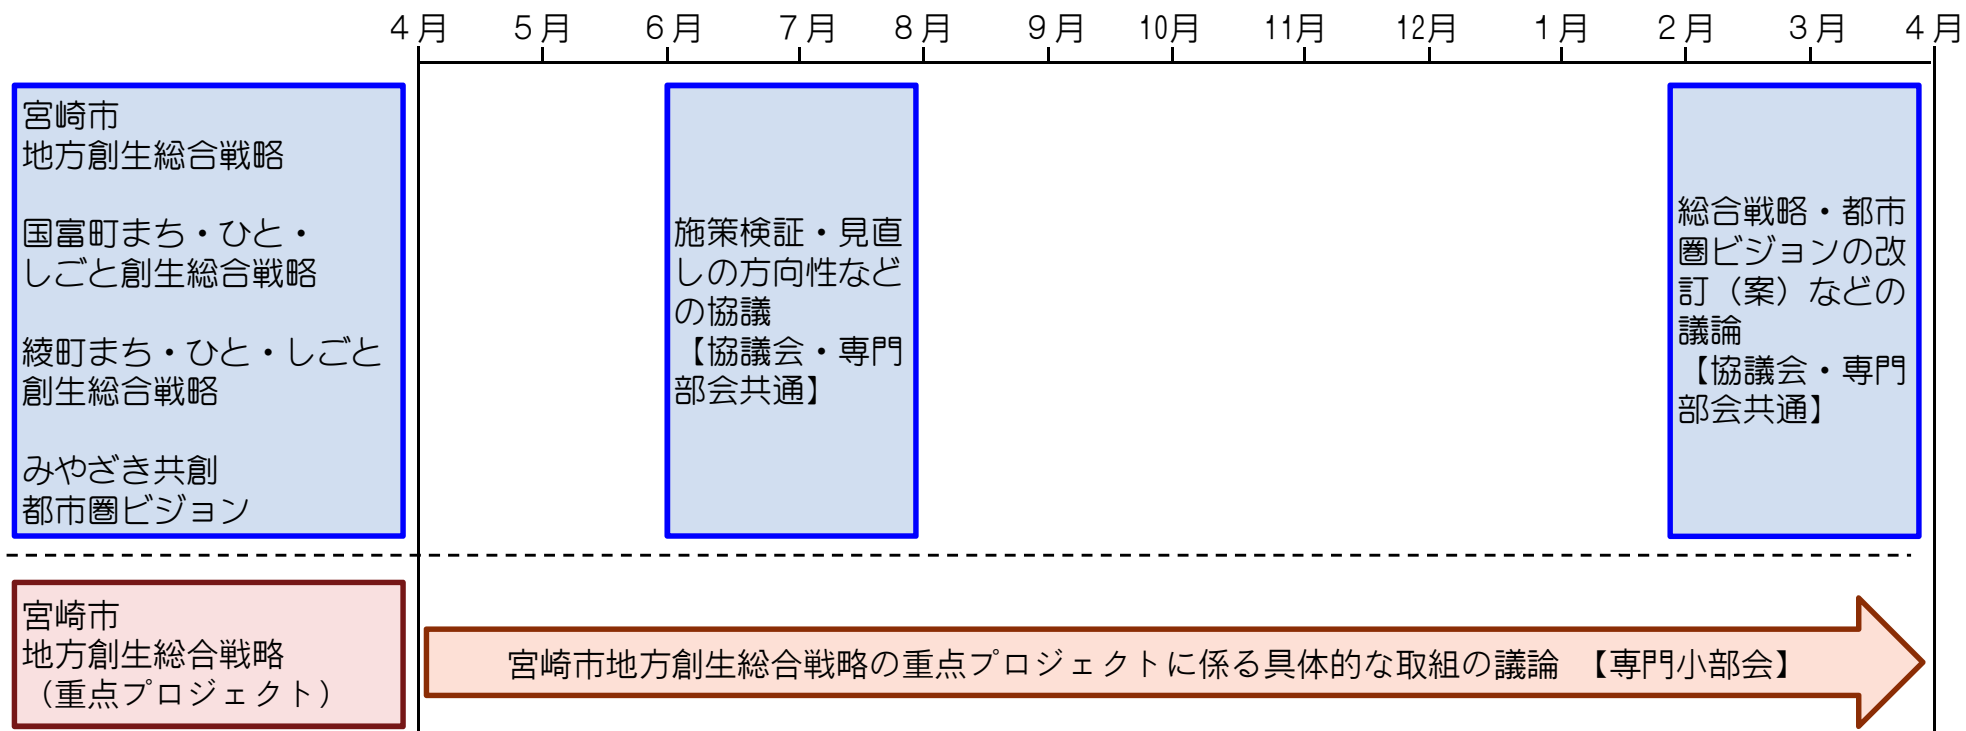 ４月 ５月 ６月 ７月 ８月 ９月 10月 11月 12月 １月 ２月 ３月 ４月
宮崎市
地方創生総合戦略
国富町まち・ひと・
しごと創生総合戦略
綾町まち・ひと・しごと
創生総合戦略
みやざき共創
都市圏ビジョン
施策検証・見直
しの方向性など
の協議
【協議会・専門
部会共通】
総合戦略・都市
圏ビジョンの改
訂（案）などの
議論
【協議会・専門
部会共通】
宮崎市
地方創生総合戦略
（重点プロジェクト）
宮崎市地方創生総合戦略の重点プロジェクトに係る具体的な取組の議論 【専門小部会】